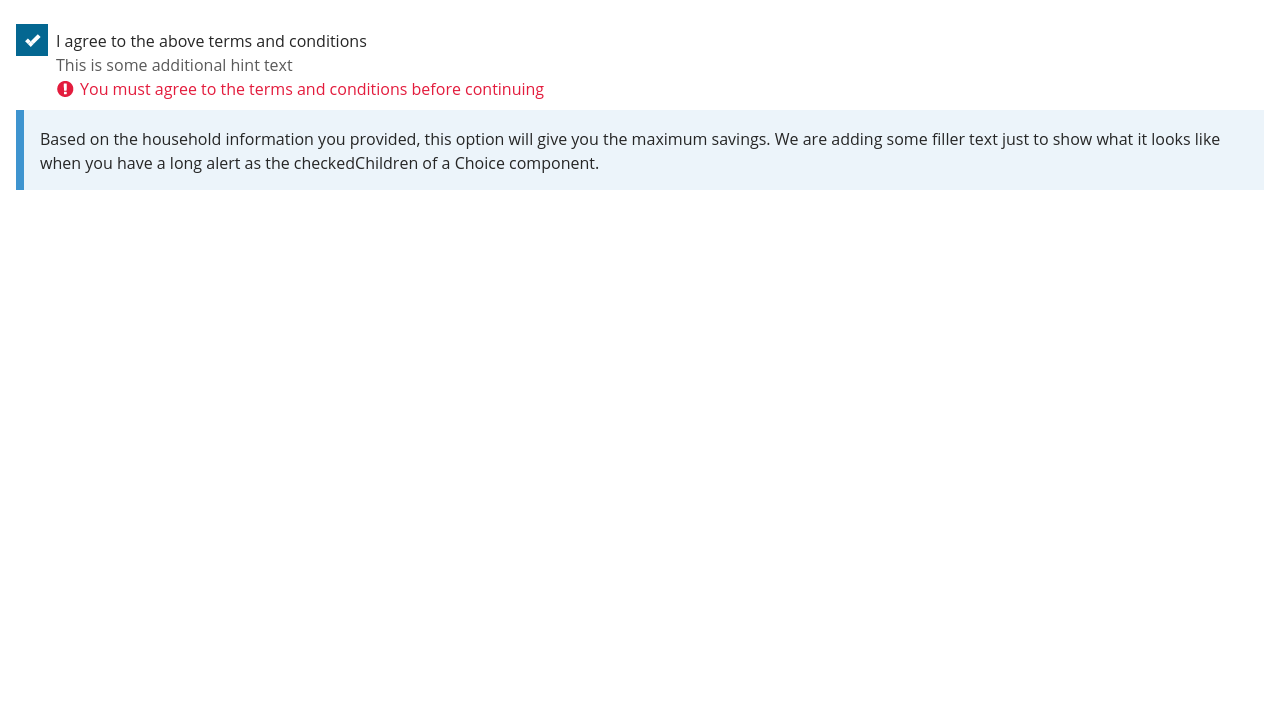 I agree to the above terms and conditions
This is some additional hint text
You must agree to the terms and conditions before continuing
Based on the household information you provided, this option will give you the maximum savings. We are adding some filler text just to show what it looks like
when you have a long alert as the checkedChildren of a Choice component.